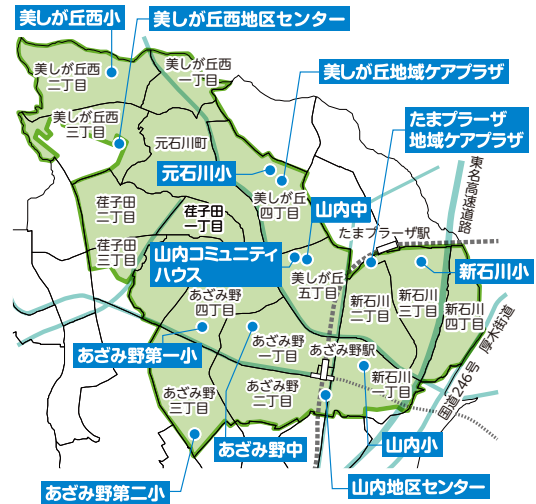 美しが丘西小
美しが丘西地区センター
美しが丘西
一丁目
美しが丘西
二丁目
美しが丘地域ケアプラザ
美しが丘西
三丁目
たまプラーザ
地域ケアプラザ
元石川町
元石川小
東名高速道路
美しが丘
四丁目
荏子田
二丁目
荏子田
一丁目
山内中
たまプラーザ駅
荏子田
三丁目
山内コミュニティ
ハウス
美しが丘
五丁目
新石川小
あざみ野
四丁目
新石川
二丁目
新石川
三丁目
新石川
四丁目
厚木街道
国道246号
あざみ野第一小
あざみ野
一丁目
あざみ野駅
新石川
一丁目
あざみ野
三丁目
あざみ野
二丁目
あざみ野中
山内小
あざみ野第二小
山内地区センター